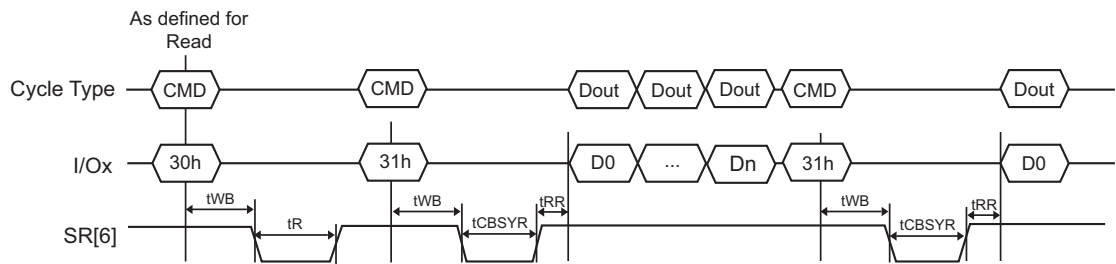 As defined for
Read
Cycle Type CMD CMD Dout Dout Dout CMD Dout
I/Ox 30h 31h D0 ... Dn 31h D0
tWB tR tWB tCBSYR tRR tWB tCBSYR tRR
SR[6]